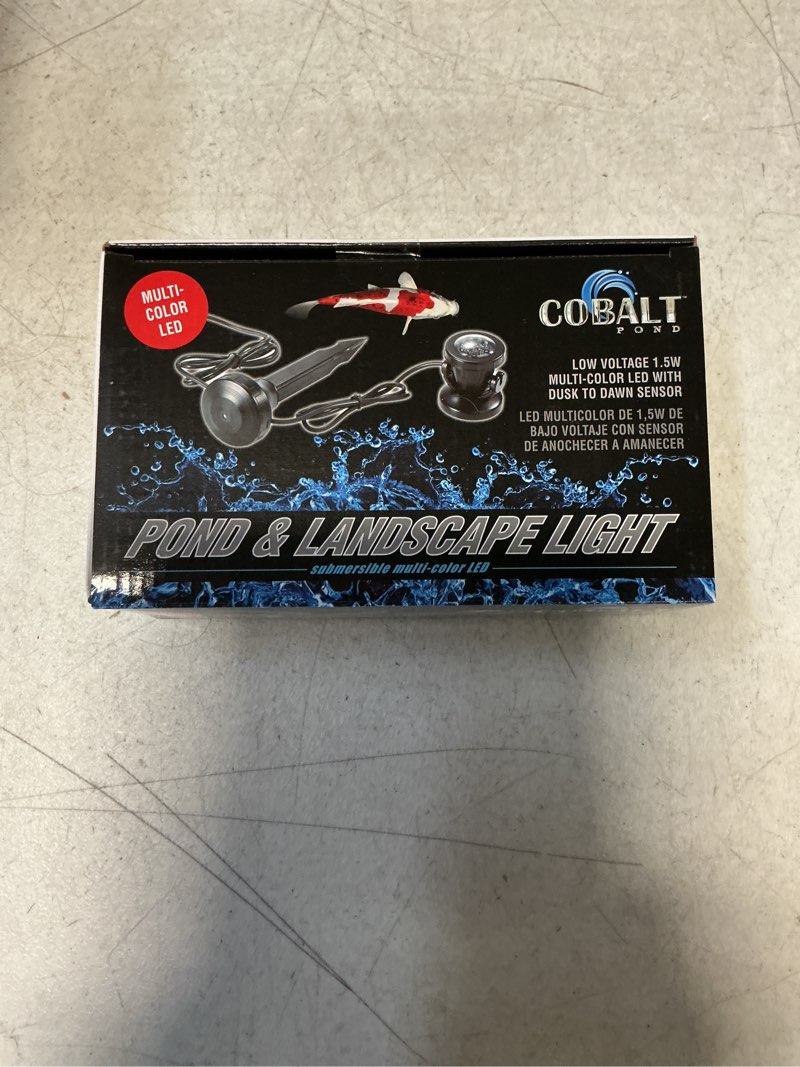 MULTI-
COLOR
LED
COBALT™
POND
LOW VOLTAGE 1.5W
MULTI-COLOR LED WITH
DUSK TO DAWN SENSOR
LED MULTICOLOR DE 1,5W DE
BAJO VOLTAJE CON SENSOR
DE ANOCHECER A AMANECER
POND & LANDSCAPE LIGHT
submersible multi-color LED